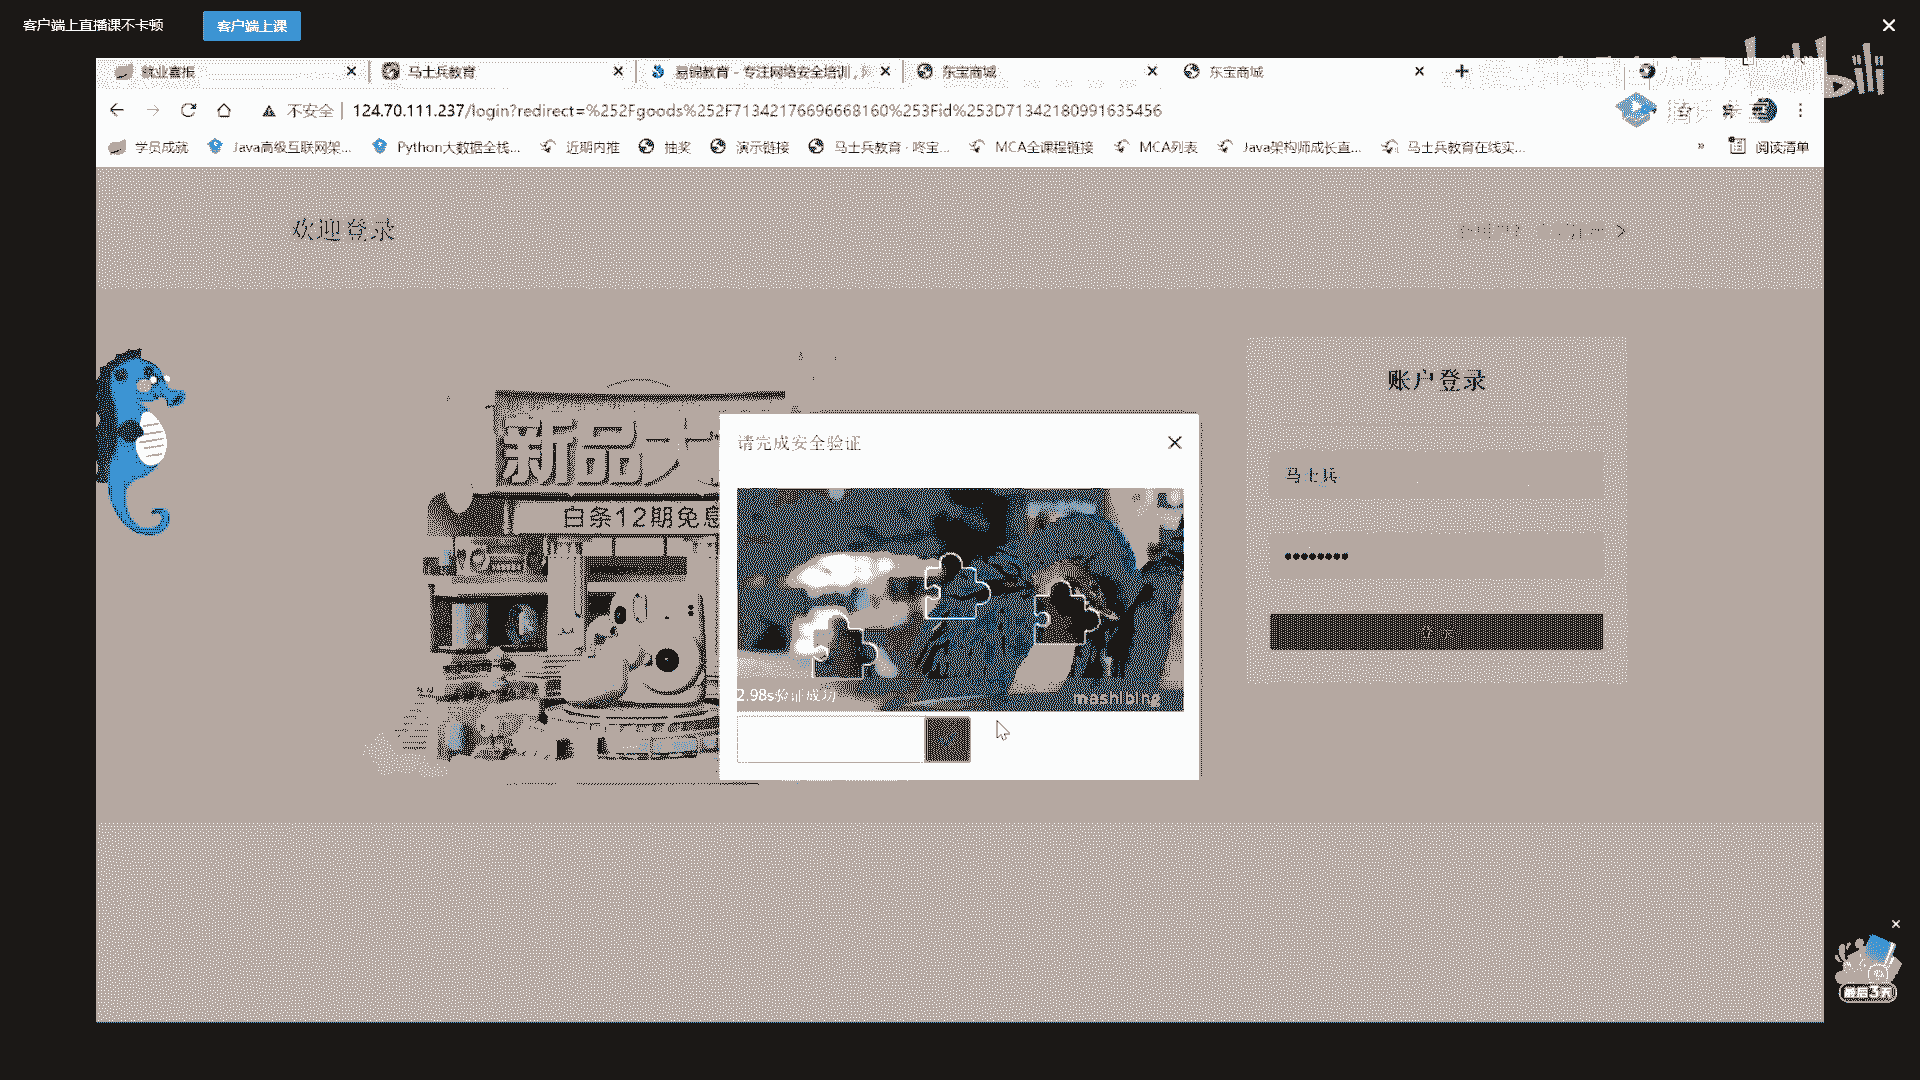 客户端上直播课不卡顿
客户端上课
就业喜报
马士兵教育
易锦教育 - 专注网络安全培训,
东宝商城
东宝商城
不安全
124.70.111.237/login?redirect=%252Fgoods%252F71342176696668160%253Fid%253D71342180991635456
学员成就
Java高级互联网架...
Python大数据全栈...
近期内推
抽奖
演示链接
马士兵教育 · 咚宝...
MCA全课程链接
MCA列表
Java架构师成长直...
马士兵教育在线实...
»
阅读清单
欢迎登录
账户登录
新品
白条12期免息
请完成安全验证
马士兵
••••••••
2.98s验证成功
mashibing
最后3天
bilibili